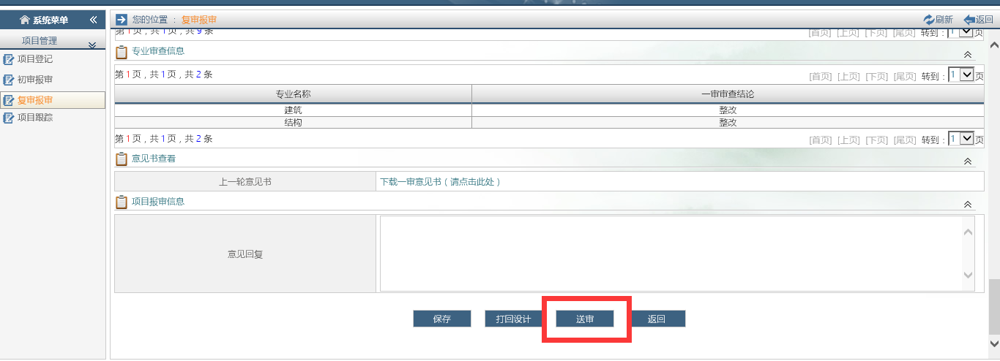 系统菜单
项目管理
项目登记
初审报审
复审报审
项目跟踪
您的位置 : 复审报审 刷新 返回
第 1 页 , 共 1 页 , 共 9 条 [首页] [上页] [下页] [尾页] 转到 : 1 页
专业审查信息
第 1 页 , 共 1 页 , 共 2 条 [首页] [上页] [下页] [尾页] 转到 : 1 页
专业名称 一审审查结论
建筑 整改
结构 整改
第 1 页 , 共 1 页 , 共 2 条 [首页] [上页] [下页] [尾页] 转到 : 1 页
意见书查看
上一轮意见书 下载一审意见书 ( 请点击此处 )
项目报审信息
意见回复
保存 打回设计 送审 返回